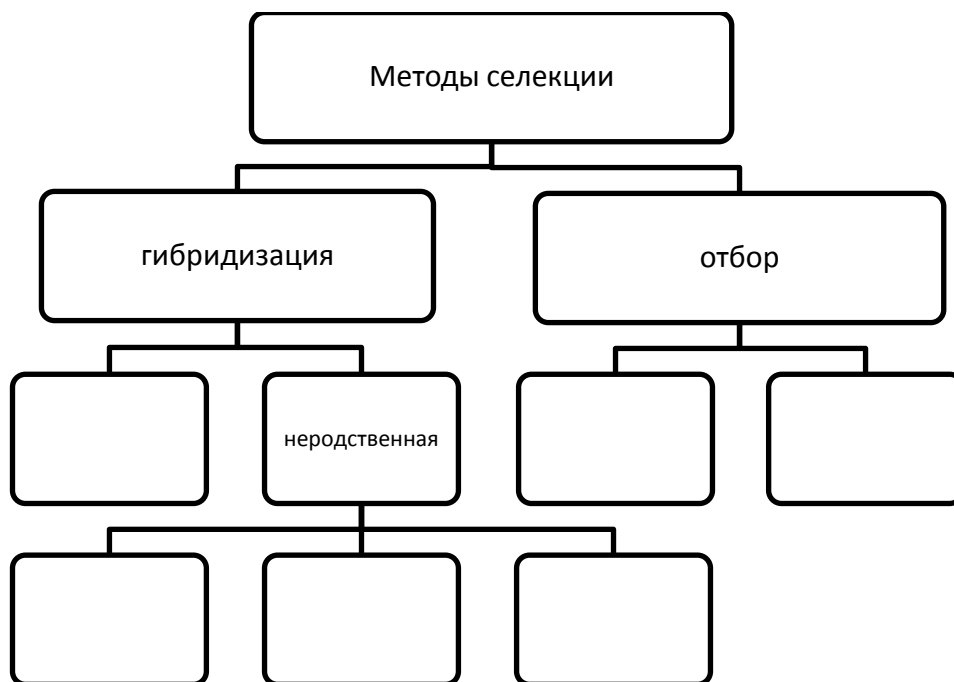 Методы селекции
гибридизация
отбор
неродственная